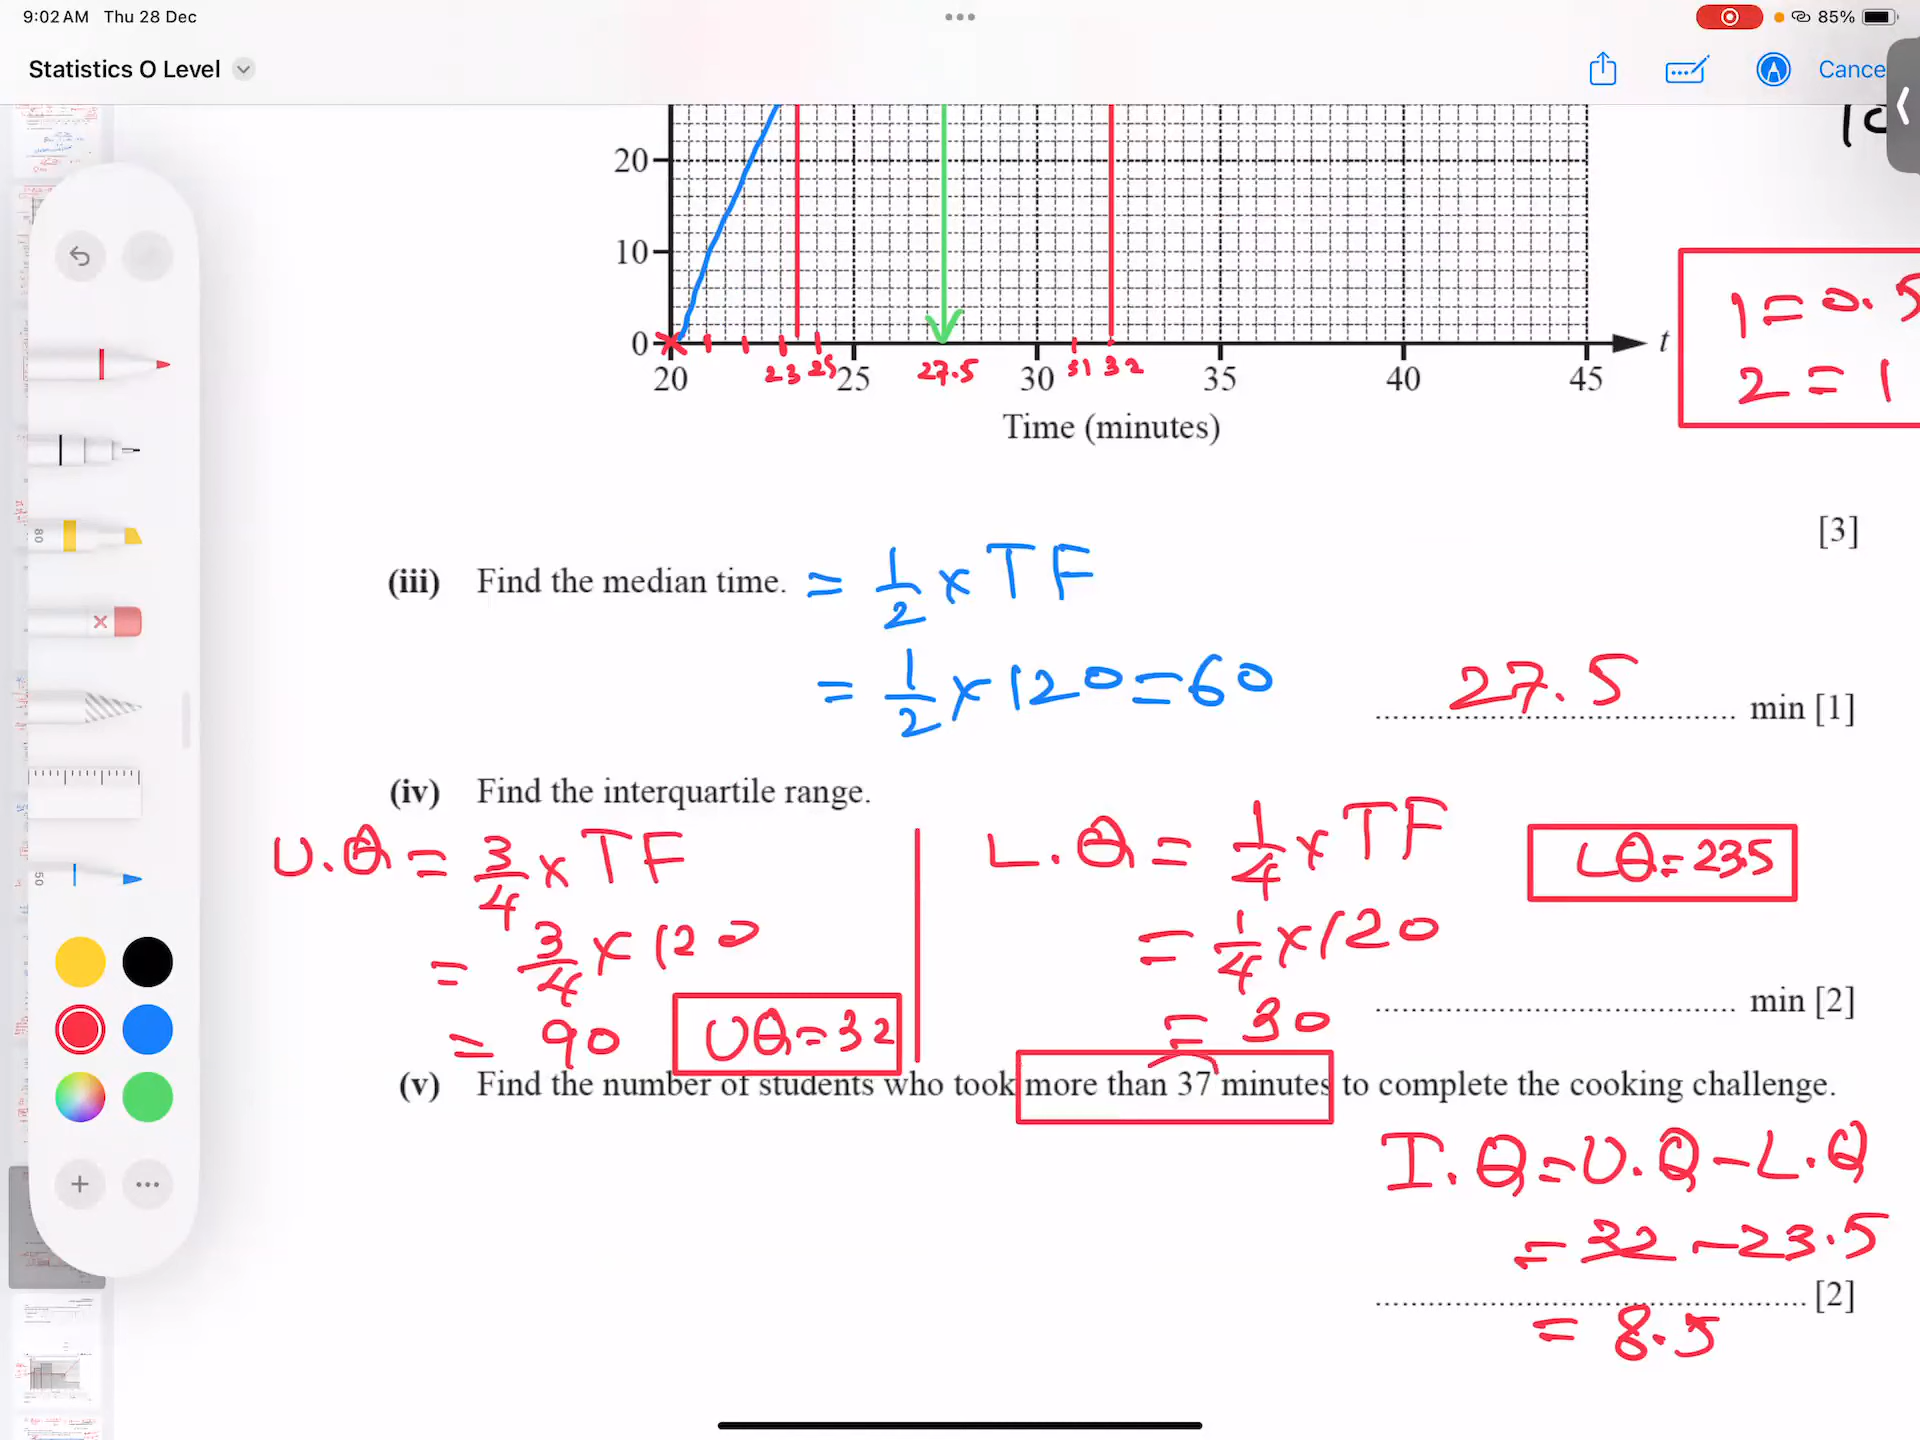 9:02 AM Thu 28 Dec
85%
Statistics O Level
Cance
20
10
0
t
20 23 25 25 27.5 30 31 32 35 40 45
Time (minutes)
1 = 0.5
2 = 1
[3]
(iii) Find the median time. = 1/2 × TF
= 1/2 × 120 = 60
27.5
min [1]
(iv) Find the interquartile range.
U.Q = 3/4 × TF
= 3/4 × 120
= 90
UQ = 32
L.Q = 1/4 × TF
= 1/4 × 120
= 30
LQ = 23.5
min [2]
(v) Find the number of students who took more than 37 minutes to complete the cooking challenge.
I.Q = U.Q - L.Q
= 32 - 23.5
[2]
= 8.5
80
50